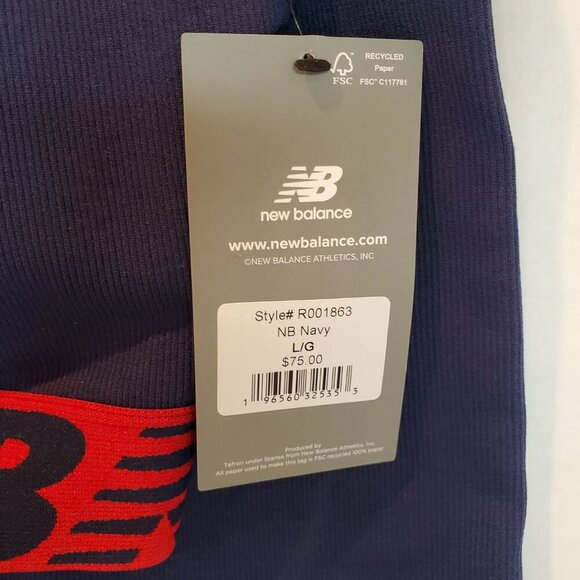 RECYCLED
Paper
FSC™ C117781
FSC
NB
new balance
www.newbalance.com
©NEW BALANCE ATHLETICS, INC
Style# R001863
NB Navy
L/G
$75.00
1 96560 32535 3
Produced by
Tefron under license from New Balance Athletics, Inc.
All paper used to make this tag is FSC recycled 100% paper